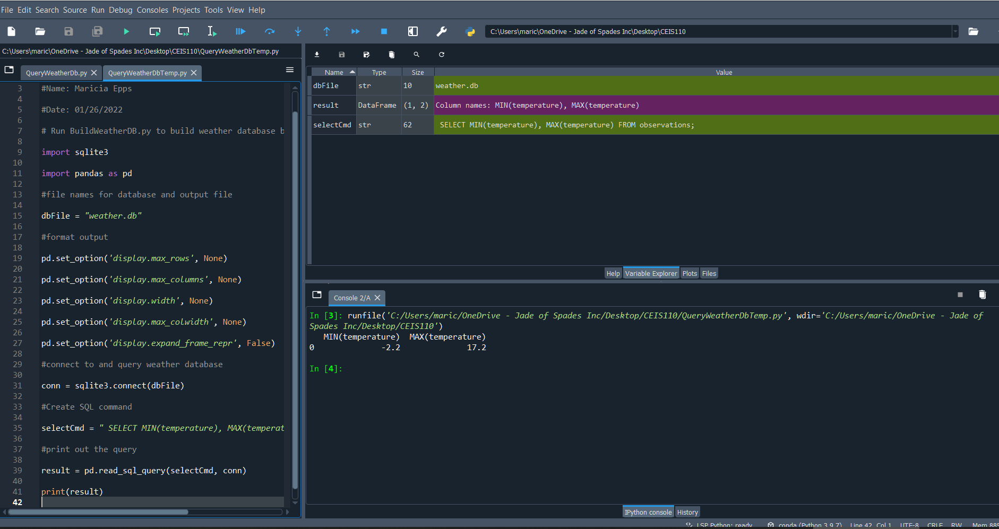 File Edit Search Source Run Debug Consoles Projects Tools View Help
C:\Users\maric\OneDrive - Jade of Spades Inc\Desktop\CEIS110
C:\Users\maric\OneDrive - Jade of Spades Inc\Desktop\CEIS110\QueryWeatherDbTemp.py
QueryWeatherDb.py QueryWeatherDbTemp.py
3 #Name: Maricia Epps
4
5 #Date: 01/26/2022
6
7 # Run BuildWeatherDB.py to build weather database b
8
9 import sqlite3
10
11 import pandas as pd
12
13 #file names for database and output file
14
15 dbFile = "weather.db"
16
17 #format output
18
19 pd.set_option('display.max_rows', None)
20
21 pd.set_option('display.max_columns', None)
22
23 pd.set_option('display.width', None)
24
25 pd.set_option('display.max_colwidth', None)
26
27 pd.set_option('display.expand_frame_repr', False)
28
29 #connect to and query weather database
30
31 conn = sqlite3.connect(dbFile)
32
33 #Create SQL command
34
35 selectCmd = " SELECT MIN(temperature), MAX(temperat
36
37 #print out the query
38
39 result = pd.read_sql_query(selectCmd, conn)
40
41 print(result)
42
Name Type Size Value
dbFile str 10 weather.db
result DataFrame (1, 2) Column names: MIN(temperature), MAX(temperature)
selectCmd str 62 SELECT MIN(temperature), MAX(temperature) FROM observations;
Help Variable Explorer Plots Files
Console 2/A
In [3]: runfile('C:/Users/maric/OneDrive - Jade of Spades Inc/Desktop/CEIS110/QueryWeatherDbTemp.py', wdir='C:/Users/maric/OneDrive - Jade of
Spades Inc/Desktop/CEIS110')
MIN(temperature) MAX(temperature)
0 -2.2 17.2
In [4]:
IPython console History
LSP Python: ready conda (Python 3.9.7) Line 42, Col 1 UTF-8 CRLF RW Mem 88%